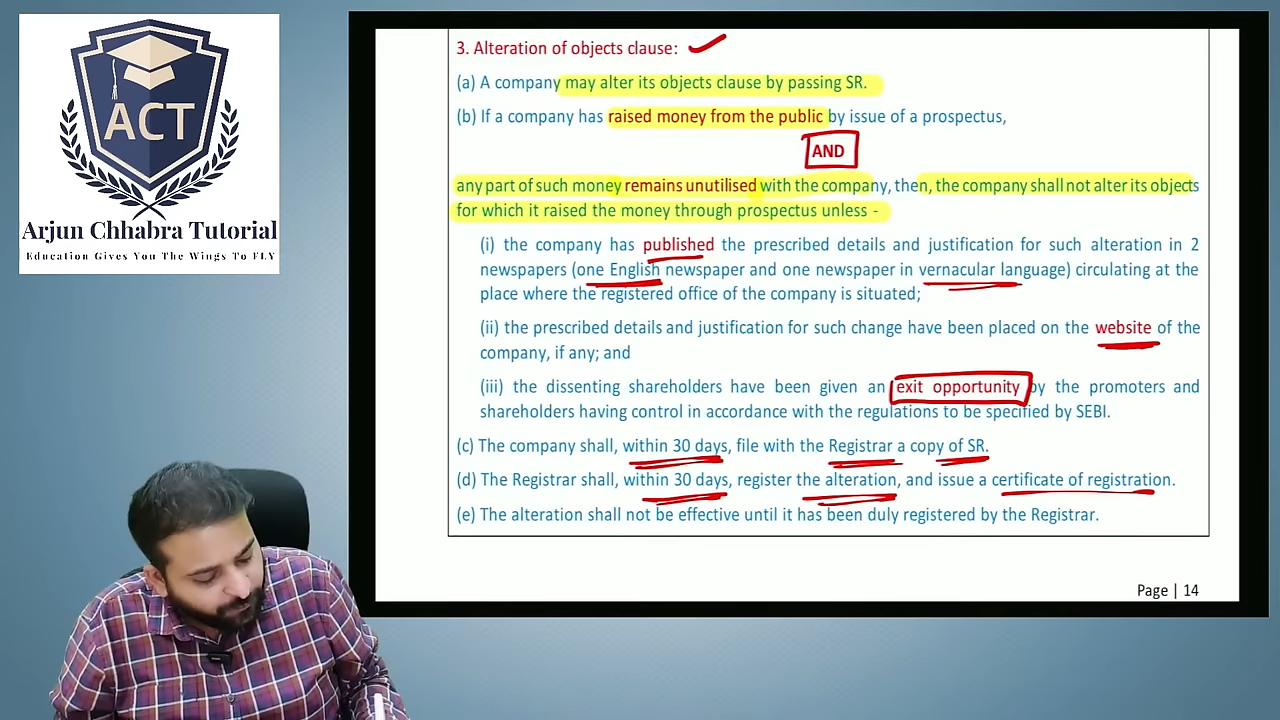 ACT
Arjun Chhabra Tutorial
Education Gives You The Wings To FLY
3. Alteration of objects clause:
(a) A company may alter its objects clause by passing SR.
(b) If a company has raised money from the public by issue of a prospectus,
AND
any part of such money remains unutilised with the company, then, the company shall not alter its objects
for which it raised the money through prospectus unless -
(i) the company has published the prescribed details and justification for such alteration in 2
newspapers (one English newspaper and one newspaper in vernacular language) circulating at the
place where the registered office of the company is situated;
(ii) the prescribed details and justification for such change have been placed on the website of the
company, if any; and
(iii) the dissenting shareholders have been given an exit opportunity by the promoters and
shareholders having control in accordance with the regulations to be specified by SEBI.
(c) The company shall, within 30 days, file with the Registrar a copy of SR.
(d) The Registrar shall, within 30 days, register the alteration, and issue a certificate of registration.
(e) The alteration shall not be effective until it has been duly registered by the Registrar.
Page | 14